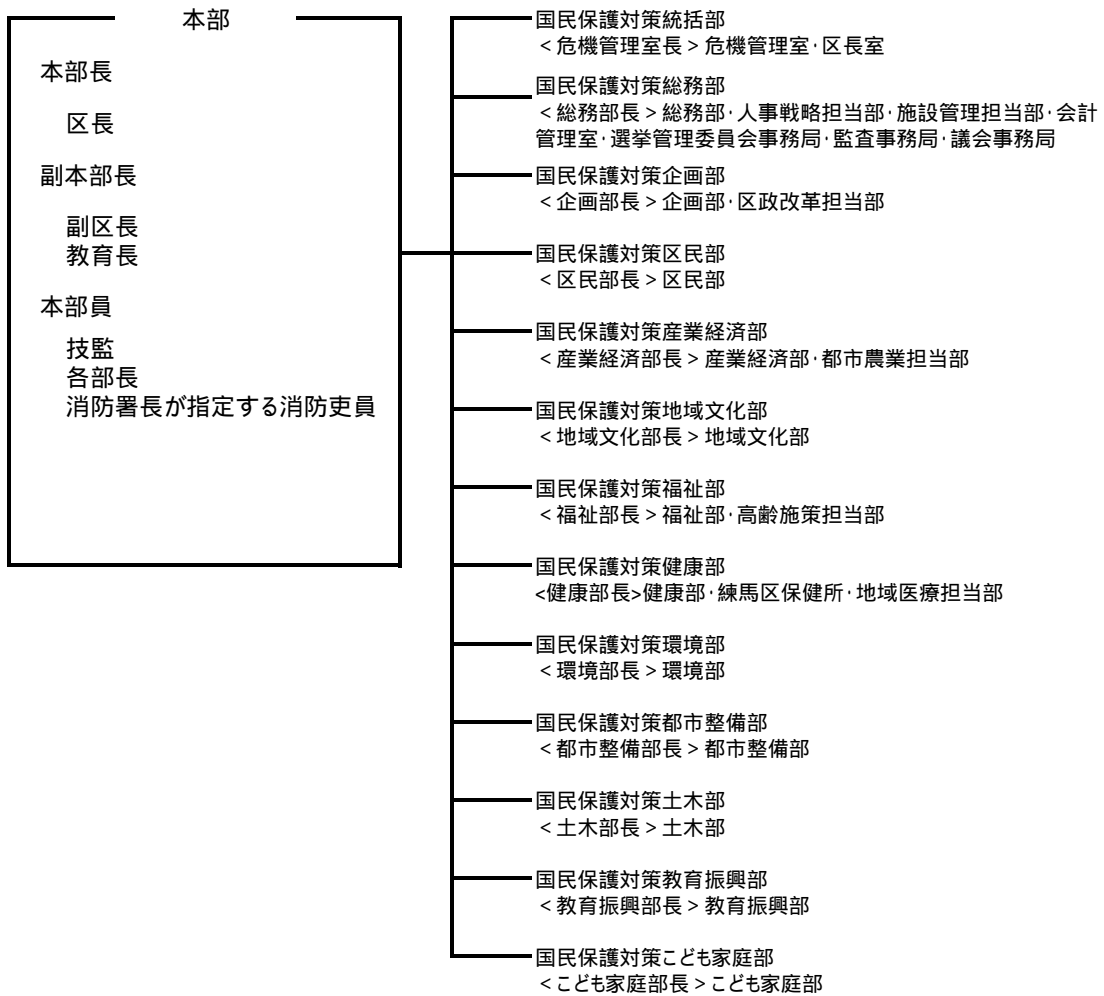 本部
本部長
区長
副本部長
副区長
教育長
本部員
技監
各部長
消防署長が指定する消防吏員
国民保護対策統括部
<危機管理室長>危機管理室･区長室
国民保護対策総務部
<総務部長>総務部･人事戦略担当部･施設管理担当部･会計
管理室･選挙管理委員会事務局･監査事務局･議会事務局
国民保護対策企画部
<企画部長>企画部･区政改革担当部
国民保護対策区民部
<区民部長>区民部
国民保護対策産業経済部
<産業経済部長>産業経済部･都市農業担当部
国民保護対策地域文化部
<地域文化部長>地域文化部
国民保護対策福祉部
<福祉部長>福祉部･高齢施策担当部
国民保護対策健康部
<健康部長>健康部･練馬区保健所･地域医療担当部
国民保護対策環境部
<環境部長>環境部
国民保護対策都市整備部
<都市整備部長>都市整備部
国民保護対策土木部
<土木部長>土木部
国民保護対策教育振興部
<教育振興部長>教育振興部
国民保護対策こども家庭部
<こども家庭部長>こども家庭部